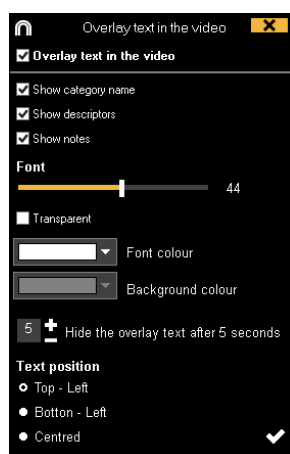 Overlay text in the video
Overlay text in the video
Show category name
Show descriptors
Show notes
Font
44
Transparent
Font colour
Background colour
5 Hide the overlay text after 5 seconds
Text position
Top - Left
Botton - Left
Centred